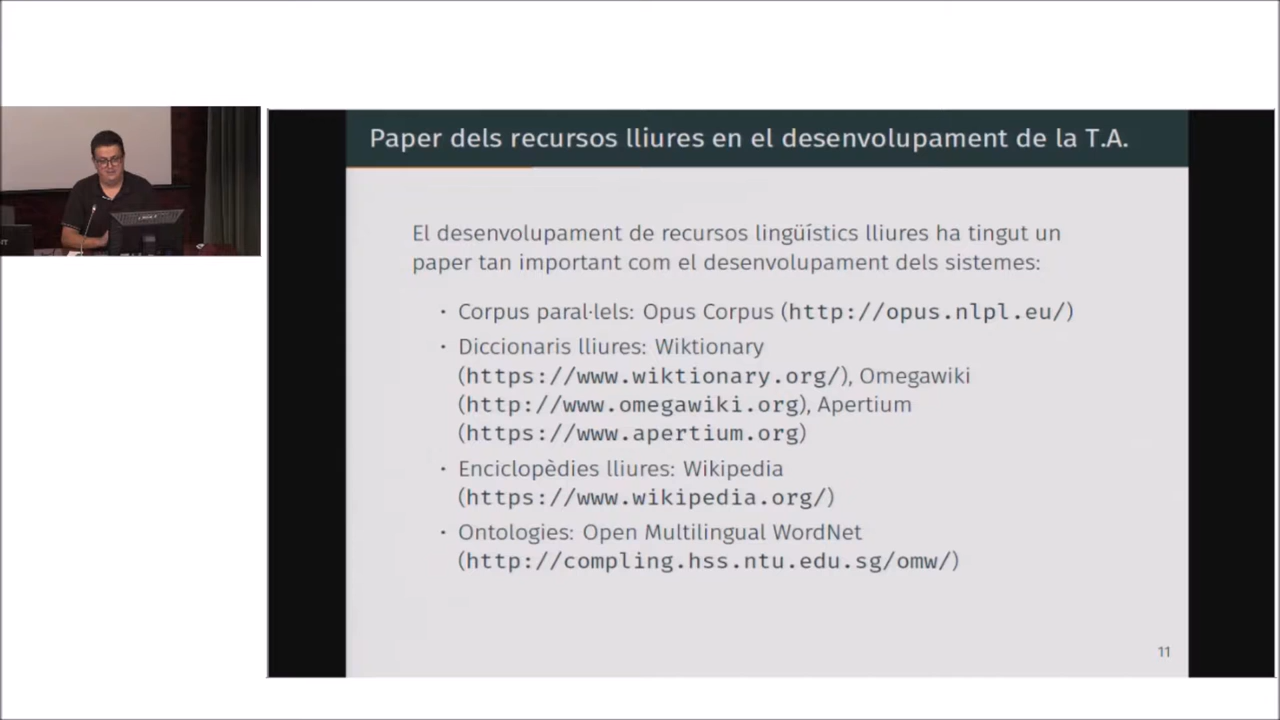 Paper dels recursos lliures en el desenvolupament de la T.A.
El desenvolupament de recursos lingüístics lliures ha tingut un
paper tan important com el desenvolupament dels sistemes:
· Corpus paral·lels: Opus Corpus (http://opus.nlpl.eu/)
· Diccionaris lliures: Wiktionary
(https://www.wiktionary.org/), Omegawiki
(http://www.omegawiki.org), Apertium
(https://www.apertium.org)
· Enciclopèdies lliures: Wikipedia
(https://www.wikipedia.org/)
· Ontologies: Open Multilingual WordNet
(http://compling.hss.ntu.edu.sg/omw/)
11